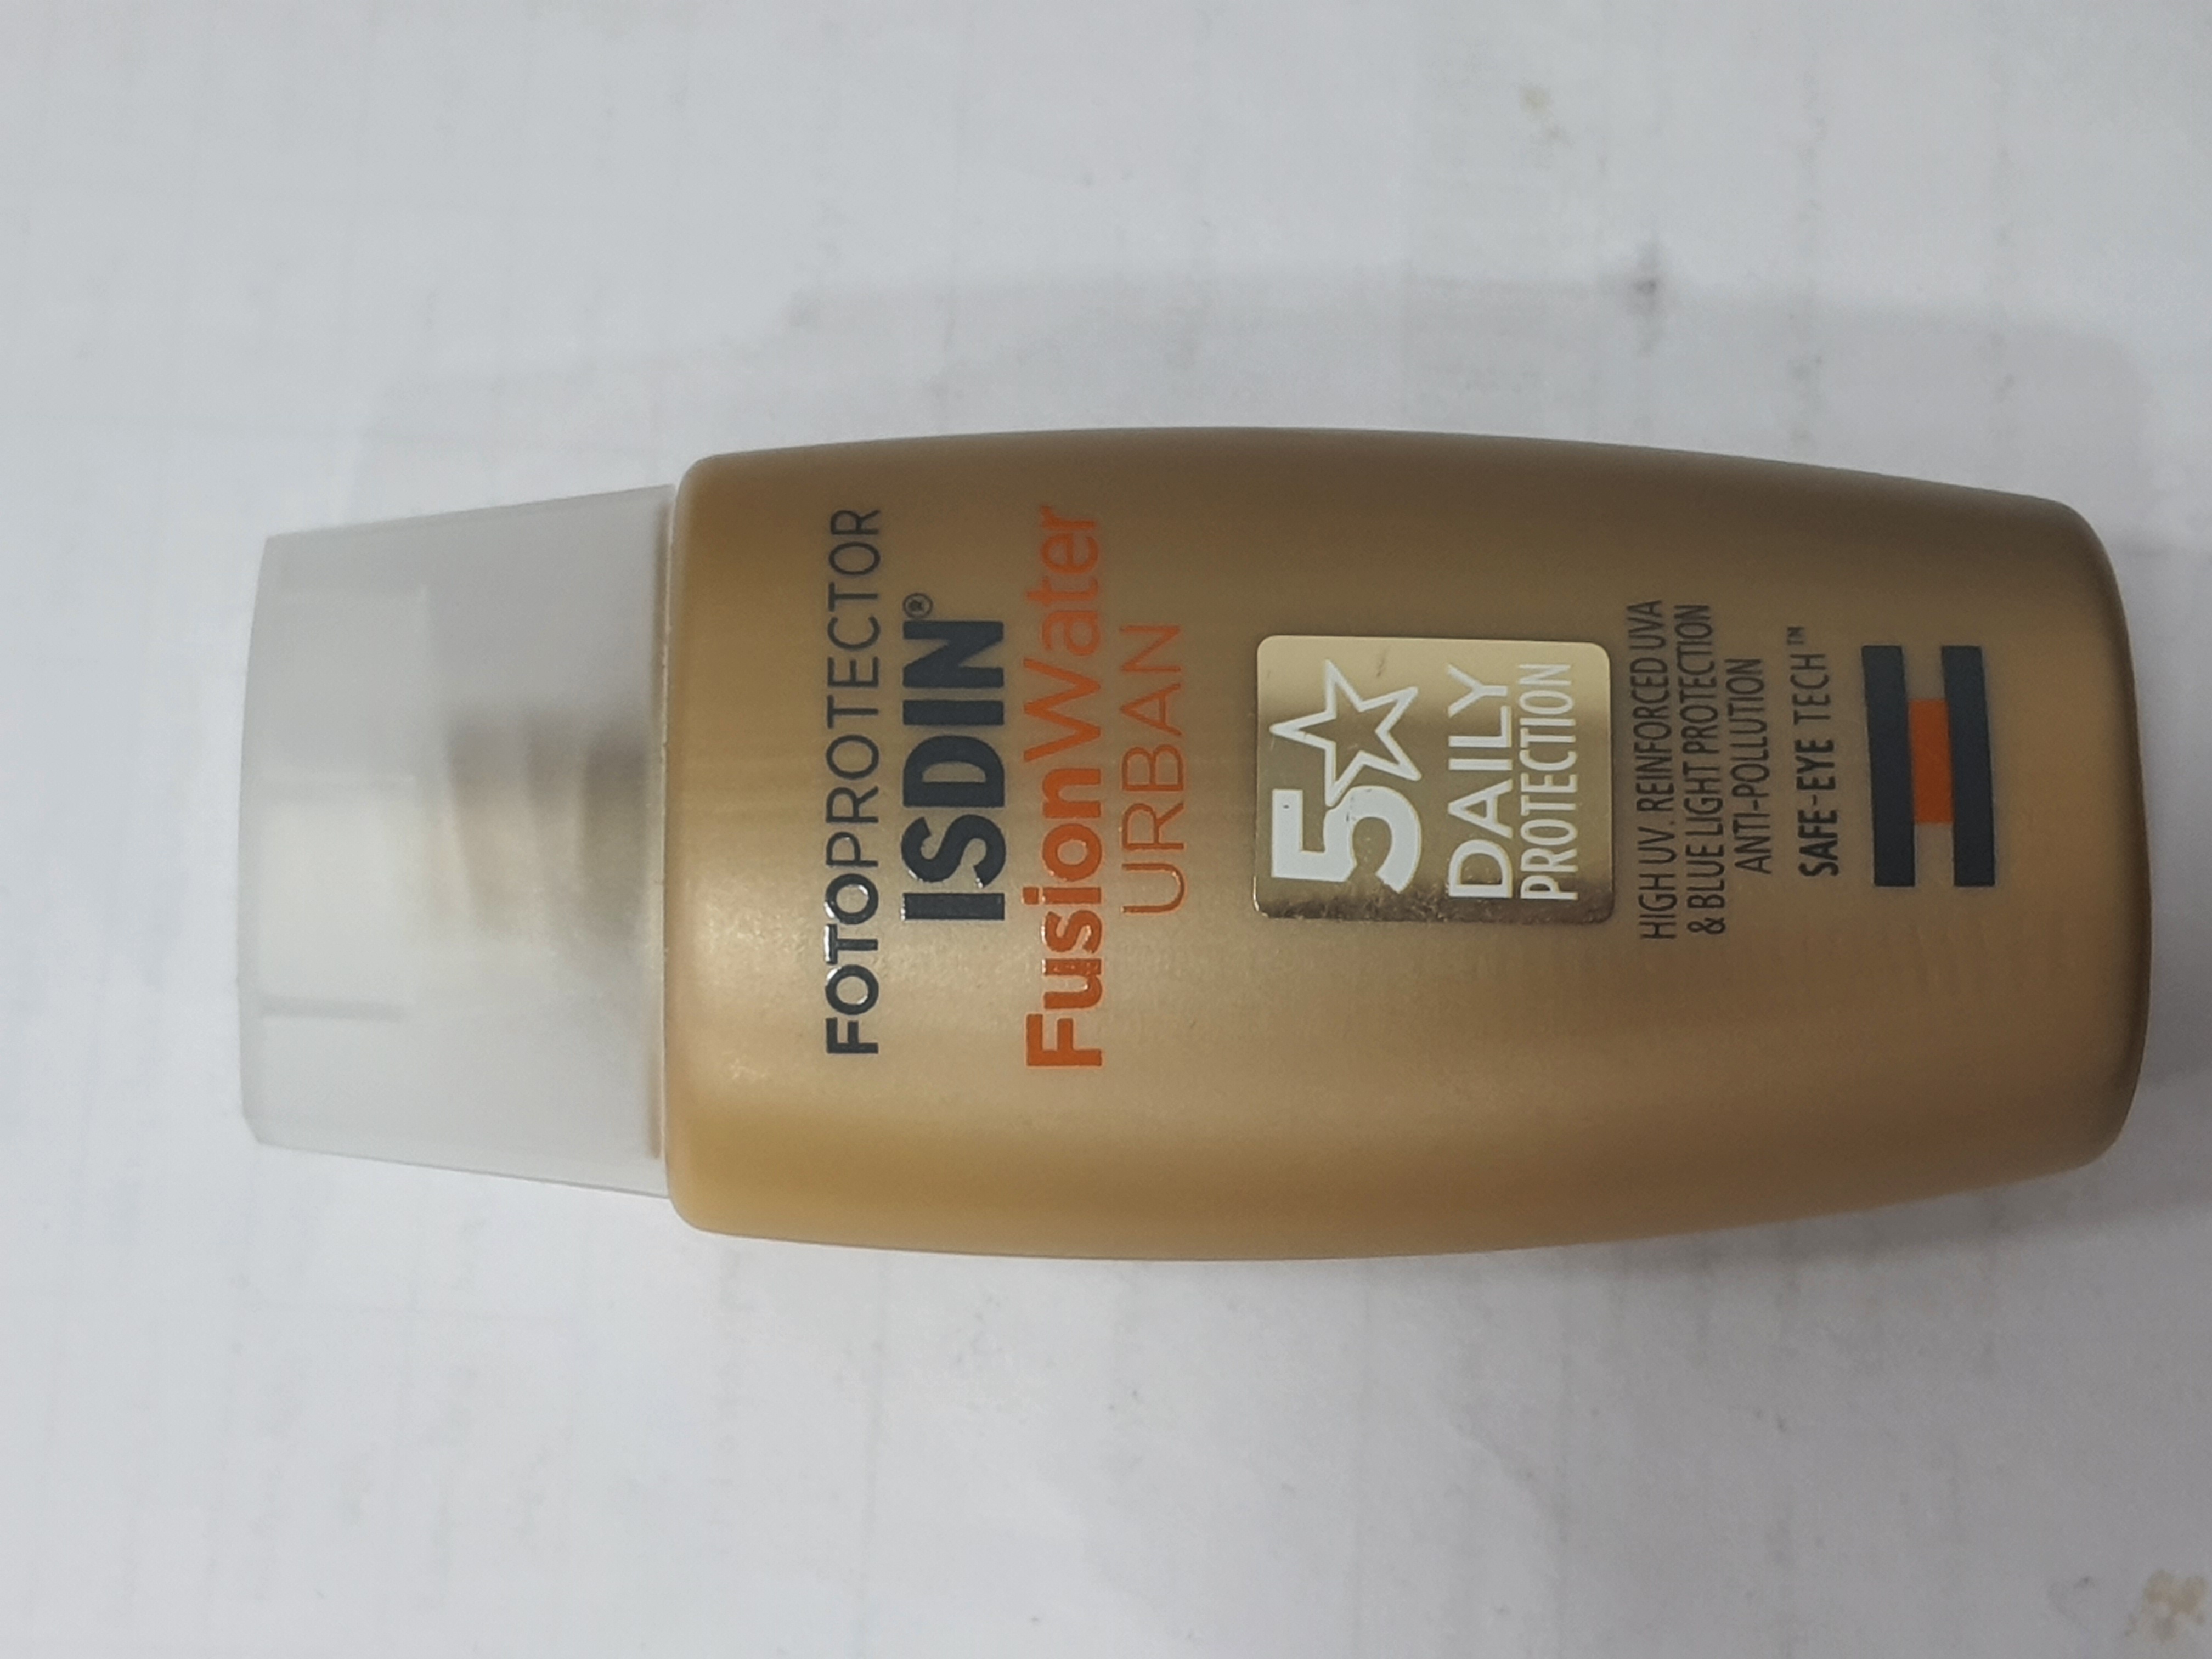 FOTOPROTECTOR
ISDIN®
FusionWater
URBAN
5
DAILY
PROTECTION
HIGH UV, REINFORCED UVA
& BLUE LIGHT PROTECTION
ANTI-POLLUTION
SAFE-EYE TECH™